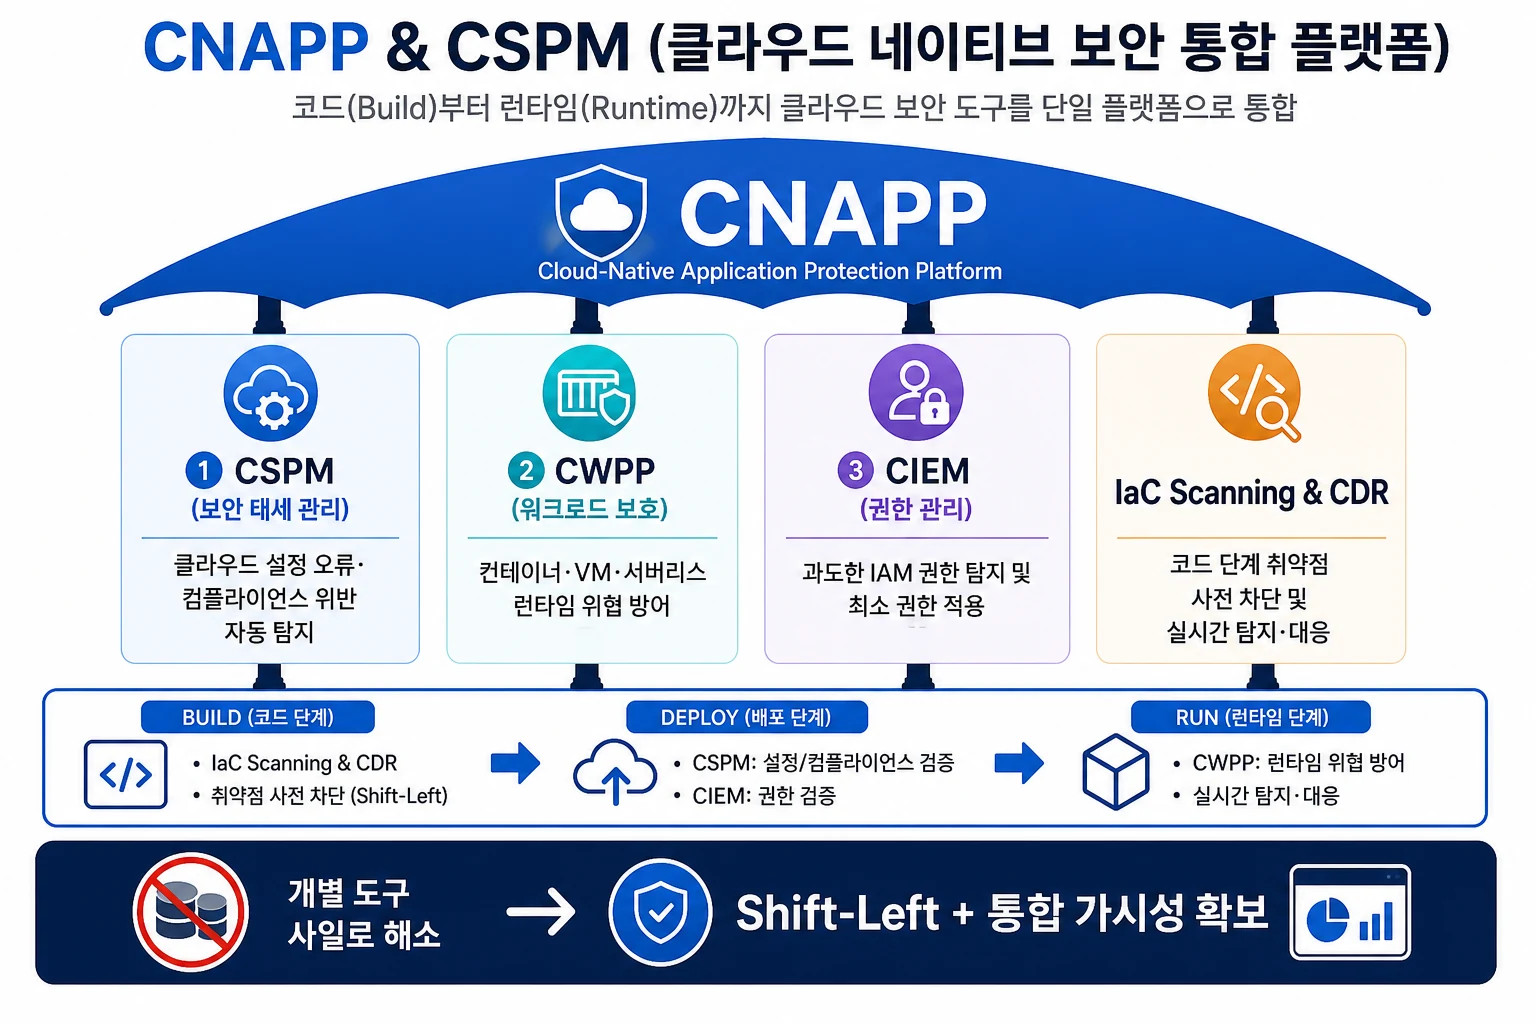 CNAPP & CSPM (클라우드 네이티브 보안 통합 플랫폼)
코드(Build)부터 런타임(Runtime)까지 클라우드 보안 도구를 단일 플랫폼으로 통합
CNAPP
Cloud-Native Application Protection Platform
1 CSPM
(보안 태세 관리)
클라우드 설정 오류·
컴플라이언스 위반
자동 탐지
2 CWPP
(워크로드 보호)
컨테이너·VM·서버리스
런타임 위협 방어
3 CIEM
(권한 관리)
과도한 IAM 권한 탐지 및
최소 권한 적용
IaC Scanning & CDR
코드 단계 취약점
사전 차단 및
실시간 탐지·대응
BUILD (코드 단계)
• IaC Scanning & CDR
• 취약점 사전 차단 (Shift-Left)
DEPLOY (배포 단계)
• CSPM: 설정/컴플라이언스 검증
• CIEM: 권한 검증
RUN (런타임 단계)
• CWPP: 런타임 위협 방어
• 실시간 탐지·대응
개별 도구
사일로 해소
Shift-Left + 통합 가시성 확보